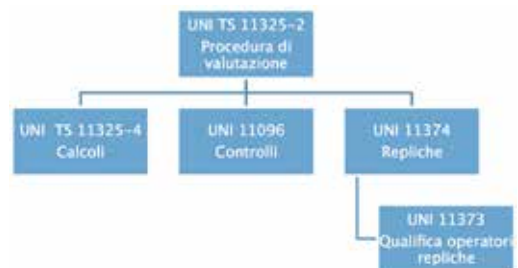 UNI TS 11325-2
Procedura di
valutazione
UNI TS 11325-4
Calcoli
UNI 11096
Controlli
UNI 11374
Repliche
UNI 11373
Qualifica operatori
repliche